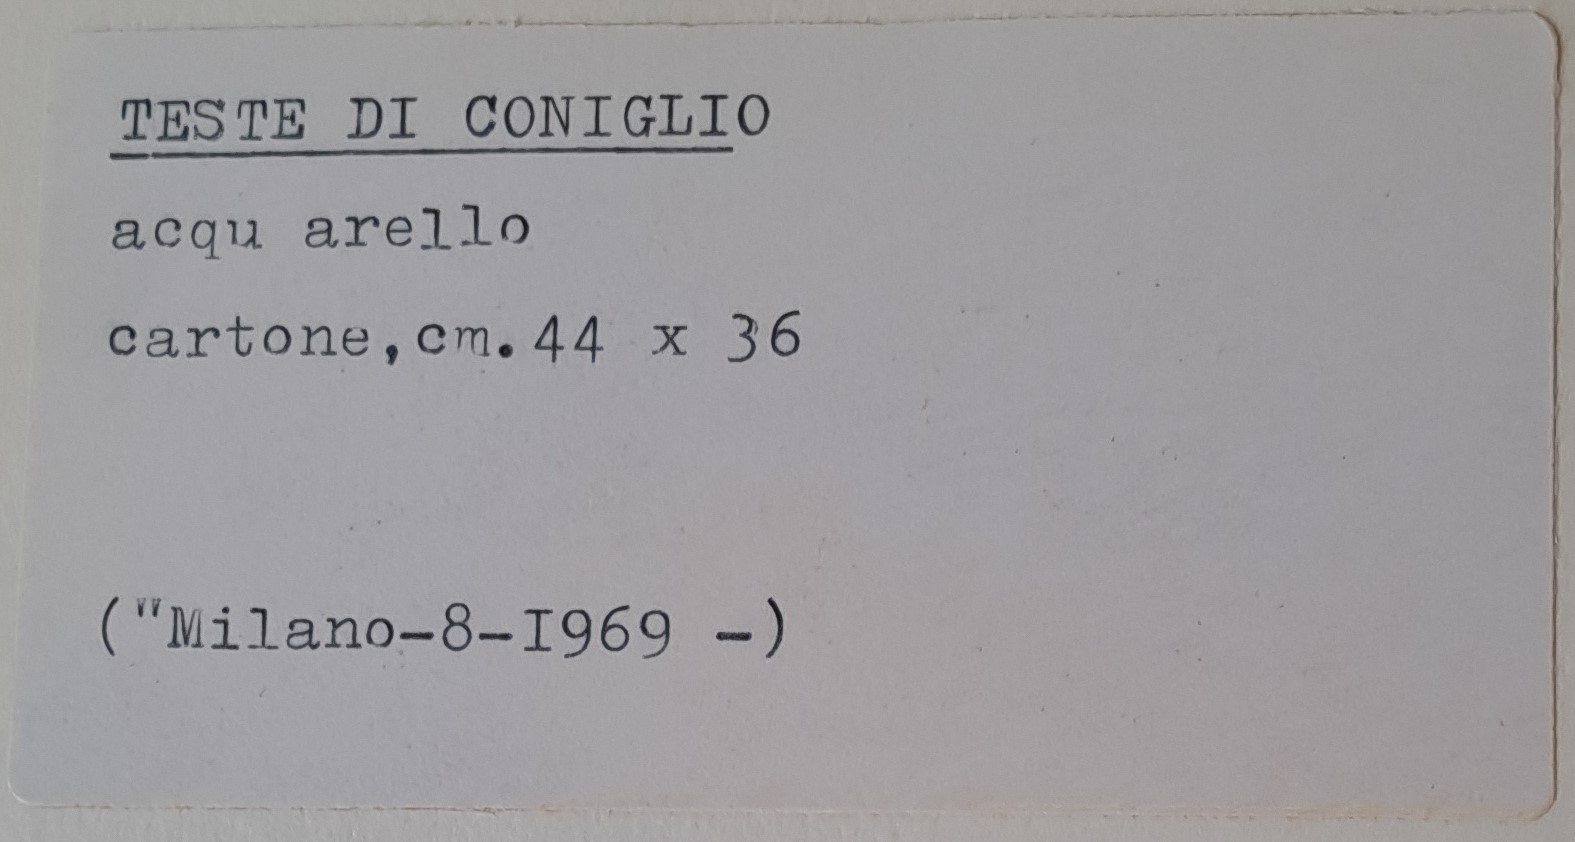 TESTE DI CONIGLIO
acqu arello
cartone,cm.44 x 36
("Milano-8-I969 -)